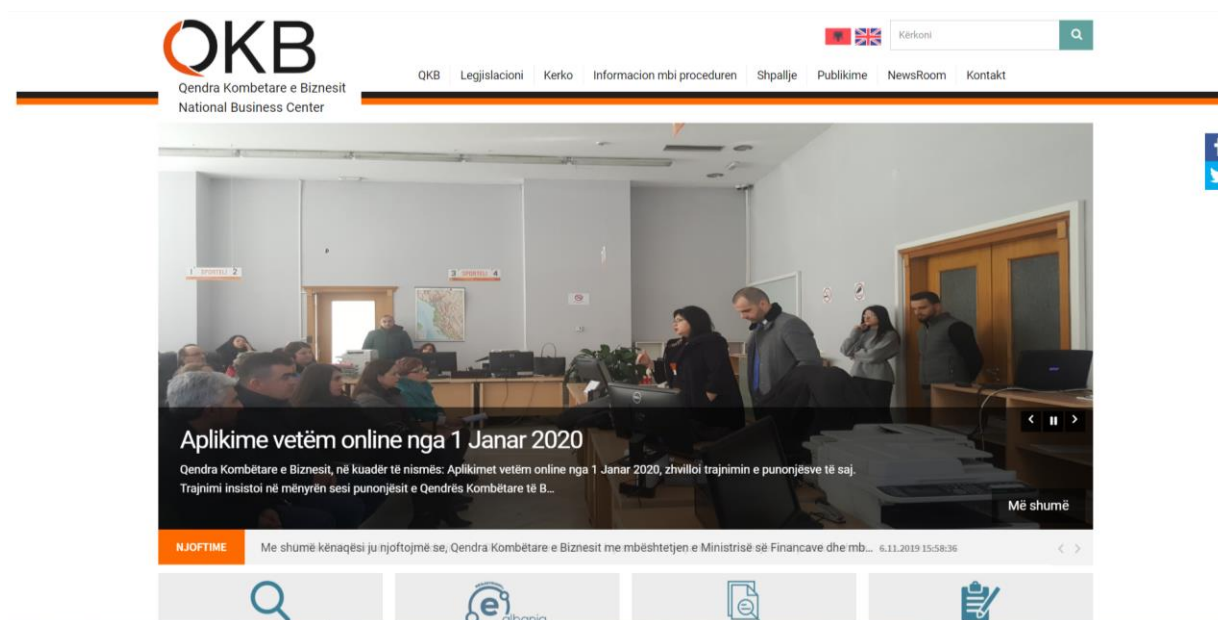 QKB
Qendra Kombetare e Biznesit
National Business Center
Kërkoni
QKB Legjislacioni Kerko Informacion mbi proceduren Shpallje Publikime NewsRoom Kontakt
1 SPORTELI 2
3 SPORTELI 4
Aplikime vetëm online nga 1 Janar 2020
Qendra Kombëtare e Biznesit, në kuadër të nismës: Aplikimet vetëm online nga 1 Janar 2020, zhvilloi trajnimin e punonjësve të saj.
Trajnimi insistoi në mënyrën sesi punonjësit e Qendrës Kombëtare të B...
Më shumë
NJOFTIME Me shumë kënaqësi ju njoftojmë se, Qendra Kombëtare e Biznesit me mbështetjen e Ministrisë së Financave dhe mb... 6.11.2019 15:58:36
e
albania